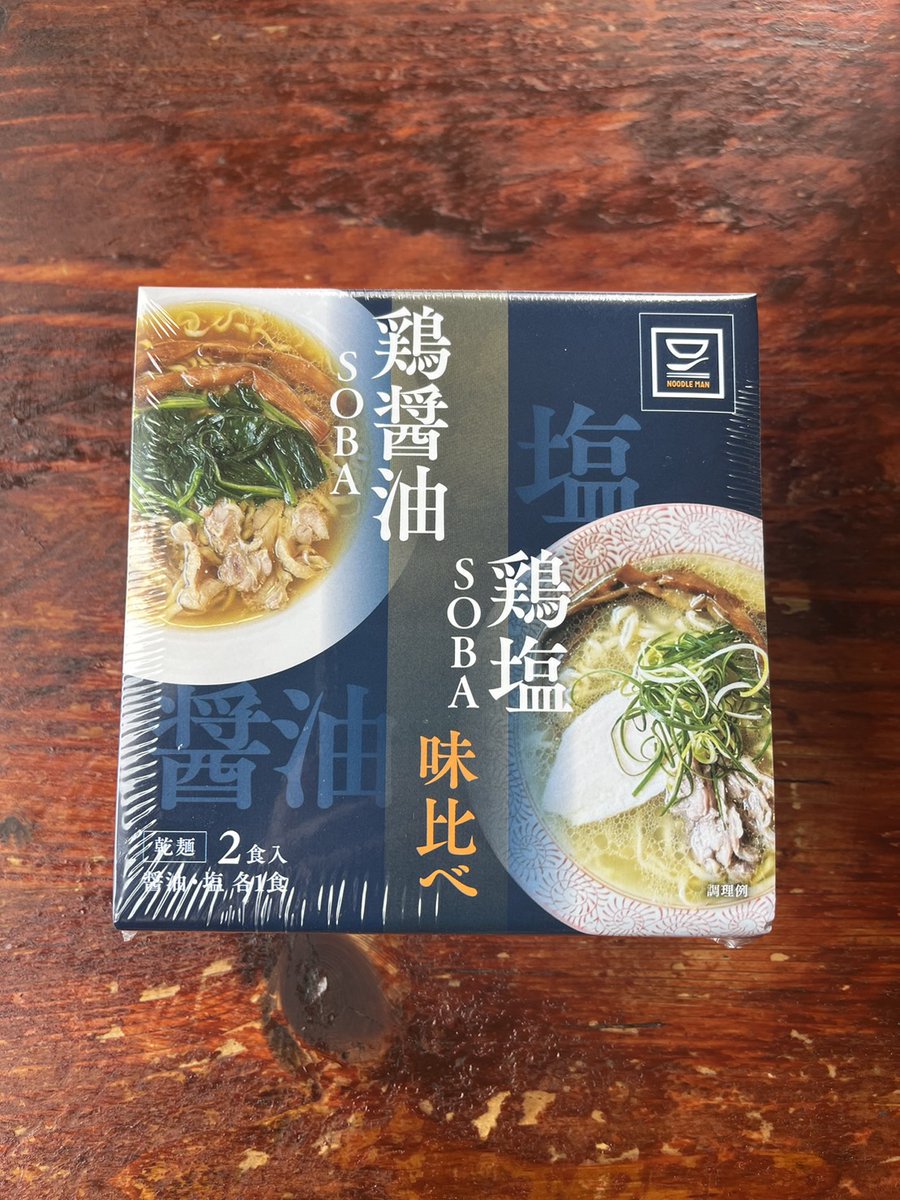 鶏醤油
SOBA
NOODLE MAN
塩
鶏塩
SOBA
醤油
味比べ
乾麺 2食入
醤油・塩 各1食
調理例